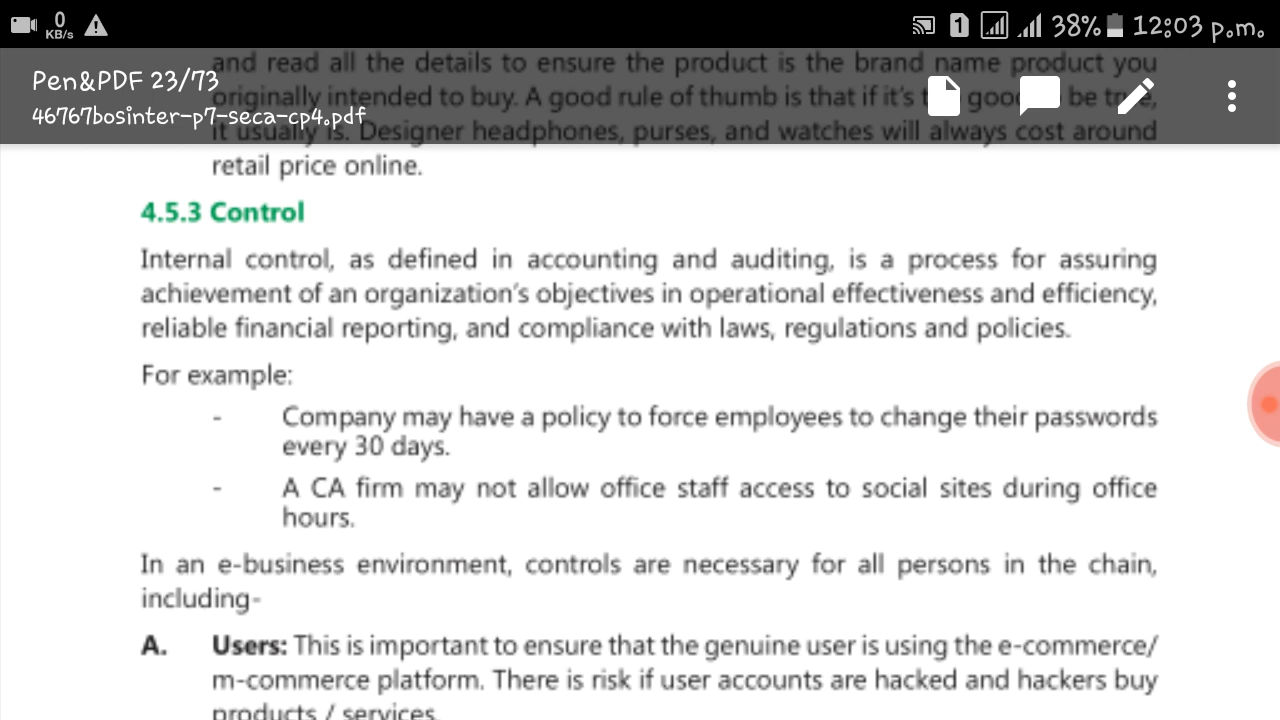 0
KB/s
1
38%
12:03 p.m.
Pen&PDF 23/73
46767bosinter-p7-seca-cp4.pdf
and read all the details to ensure the product is the brand name product you
originally intended to buy. A good rule of thumb is that if it's goo be true,
it usually is. Designer headphones, purses, and watches will always cost around
retail price online.
4.5.3 Control
Internal control, as defined in accounting and auditing, is a process for assuring
achievement of an organization's objectives in operational effectiveness and efficiency,
reliable financial reporting, and compliance with laws, regulations and policies.
For example:
- Company may have a policy to force employees to change their passwords
every 30 days.
- A CA firm may not allow office staff access to social sites during office
hours.
In an e-business environment, controls are necessary for all persons in the chain,
including-
A. Users: This is important to ensure that the genuine user is using the e-commerce/
m-commerce platform. There is risk if user accounts are hacked and hackers buy
products / services.